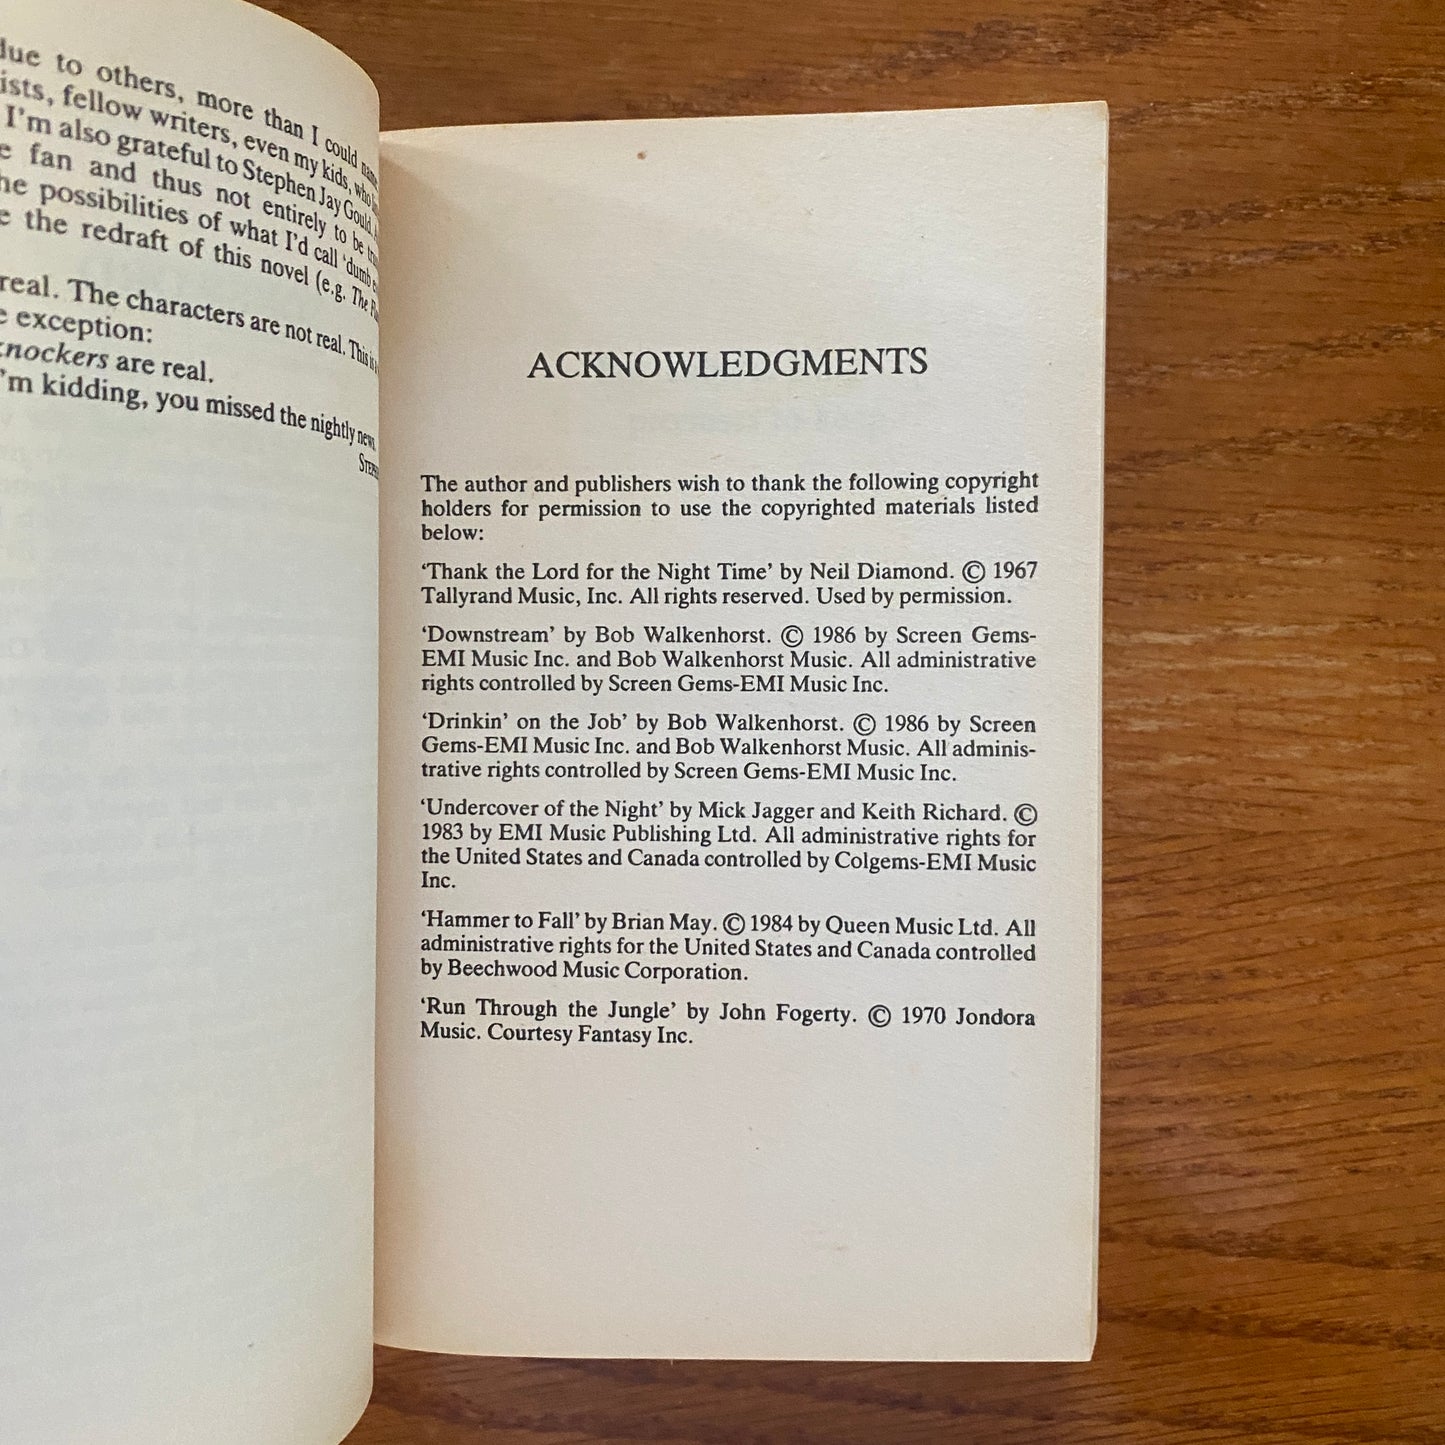 due to others, more than I could name
ists, fellow writers, even my kids, who
I'm also grateful to Stephen Jay Gould.
e fan and thus not entirely to be
he possibilities of what I'd call 'dumb
e the redraft of this novel (e.g. The
real. The characters are not real. This is
e exception:
knockers are real.
'm kidding, you missed the nightly news.
STEPH
ACKNOWLEDGMENTS
The author and publishers wish to thank the following copyright
holders for permission to use the copyrighted materials listed
below:
'Thank the Lord for the Night Time' by Neil Diamond. © 1967
Tallyrand Music, Inc. All rights reserved. Used by permission.
'Downstream' by Bob Walkenhorst. © 1986 by Screen Gems-
EMI Music Inc. and Bob Walkenhorst Music. All administrative
rights controlled by Screen Gems-EMI Music Inc.
'Drinkin' on the Job' by Bob Walkenhorst. © 1986 by Screen
Gems-EMI Music Inc. and Bob Walkenhorst Music. All adminis-
trative rights controlled by Screen Gems-EMI Music Inc.
'Undercover of the Night' by Mick Jagger and Keith Richard. ©
1983 by EMI Music Publishing Ltd. All administrative rights for
the United States and Canada controlled by Colgems-EMI Music
Inc.
'Hammer to Fall' by Brian May. © 1984 by Queen Music Ltd. All
administrative rights for the United States and Canada controlled
by Beechwood Music Corporation.
'Run Through the Jungle' by John Fogerty. © 1970 Jondora
Music. Courtesy Fantasy Inc.